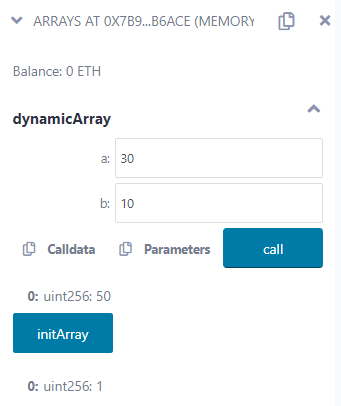 ARRAYS AT 0X7B9...B6ACE (MEMORY
Balance: 0 ETH
dynamicArray
a: 30
b: 10
Calldata Parameters call
0: uint256: 50
initArray
0: uint256: 1